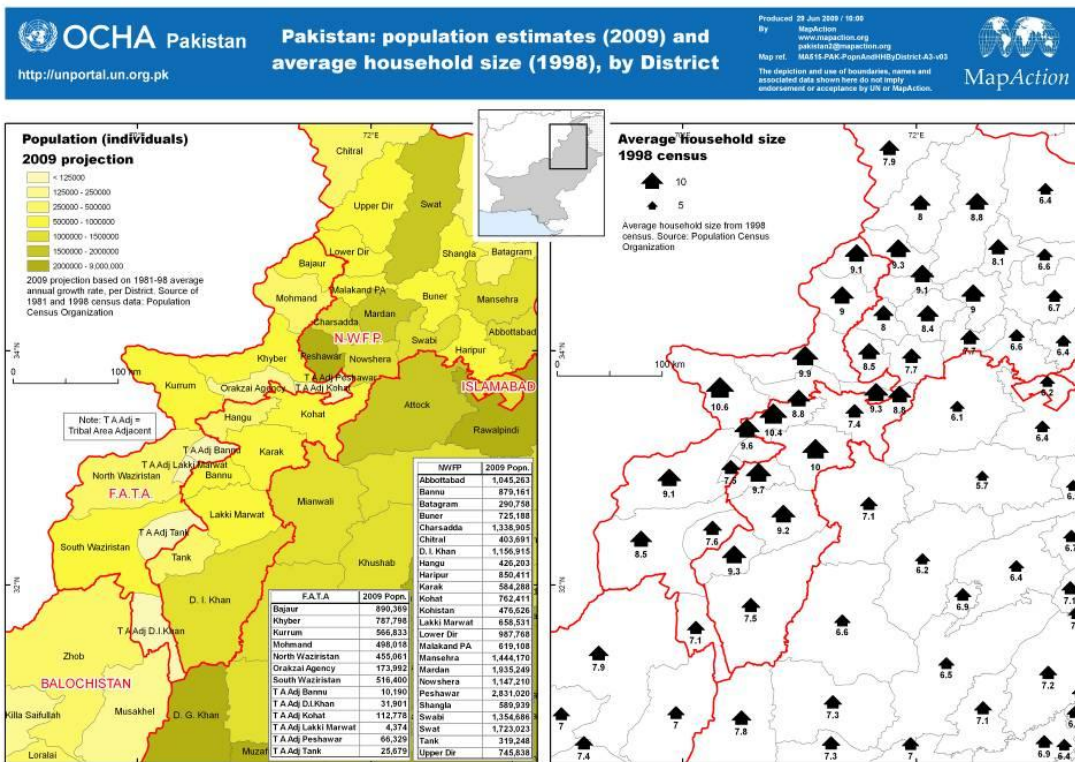 OCHA Pakistan
http://unportal.un.org.pk
Pakistan: population estimates (2009) and
average household size (1998), by District
Produced 29 Jun 2009 / 10:00
By MapAction
www.mapaction.org
pakistan2@mapaction.org
Map ref. MA515-PAK-PopnAndHHByDistrict-A3-v03
The depiction and use of boundaries, names and
associated data shown here do not imply
endorsement or acceptance by UN or MapAction.
MapAction
Population (individuals)
2009 projection
< 125000
125000 - 250000
250000 - 500000
500000 - 1000000
1000000 - 1500000
1500000 - 2000000
2000000 - 9,000,000
2009 projection based on 1981-98 average
annual growth rate, per District. Source of
1981 and 1998 census data: Population
Census Organization
72°E
Chitral
Upper Dir
Swat
Lower Dir
Shangla
Batagram
Bajaur
Malakand PA
Mohmand
Buner
Mansehra
Mardan
Charsadda
N.W.F.P.
Swabi
Abbottabad
34°N
Peshawar
Nowshera
Haripur
Khyber
T A Adj Peshawar
0
100 km
Kurrum
Orakzai Agency
T A Adj Kohat
ISLAMABAD
Attock
Hangu
Kohat
Rawalpindi
Note: T A Adj =
Tribal Area Adjacent
T A Adj Bannu
Karak
T A Adj Lakki Marwat
North Waziristan
Bannu
F.A.T.A.
Mianwali
Lakki Marwat
T A Adj Tank
South Waziristan
Tank
Khushab
32°N
D. I. Khan
T A Adj D.I.Khan
Zhob
BALOCHISTAN
Musakhel
Killa Saifullah
D. G. Khan
Loralai
Muzaf
F.A.T.A 2009 Popn.
Bajaur 890,369
Khyber 787,798
Kurrum 566,833
Mohmand 498,018
North Waziristan 455,061
Orakzai Agency 173,992
South Waziristan 516,400
T A Adj Bannu 10,190
T A Adj D.I.Khan 31,901
T A Adj Kohat 112,778
T A Adj Lakki Marwat 4,374
T A Adj Peshawar 66,329
T A Adj Tank 25,679
NWFP 2009 Popn.
Abbottabad 1,045,263
Bannu 879,161
Batagram 290,758
Buner 725,188
Charsadda 1,338,905
Chitral 403,691
D. I. Khan 1,156,915
Hangu 426,203
Haripur 850,411
Karak 584,288
Kohat 762,411
Kohistan 476,626
Lakki Marwat 658,531
Lower Dir 987,768
Malakand PA 619,108
Mansehra 1,444,170
Mardan 1,935,249
Nowshera 1,147,210
Peshawar 2,831,020
Shangla 589,939
Swabi 1,354,686
Swat 1,723,023
Tank 319,248
Upper Dir 745,838
Average household size
1998 census
10
5
Average household size from 1998
census. Source: Population Census
Organization
72°E
7.9
6.4
8
8.8
9.1
9.3
8.1
6.6
9.1
9
9
6.7
8
8.4
34°N
7.7
6.6
6.4
8.5
7.7
9.9
0
100 km
10.6
8.8
9.3
8.8
6.2
10.4
7.4
6.1
9.6
6.4
10
9.1
7.5
9.7
5.7
7.1
9.2
7.6
8.5
9.3
6.2
6.4
32°N
6.9
7.5
6.6
7.1
7.9
6.5
7.2
7
7
7.8
7.3
7.1
7.4
7.3
7
6.9
6.4